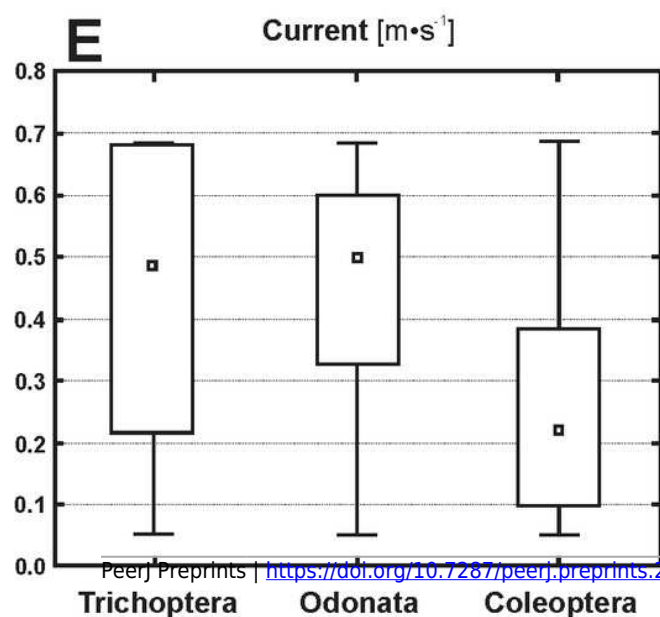 E
Current [m•s⁻¹]
0.8
0.7
0.6
0.5
0.4
0.3
0.2
0.1
0.0
PeerJ Preprints | https://doi.org/10.7287/peerj.preprints.2
Trichoptera Odonata Coleoptera